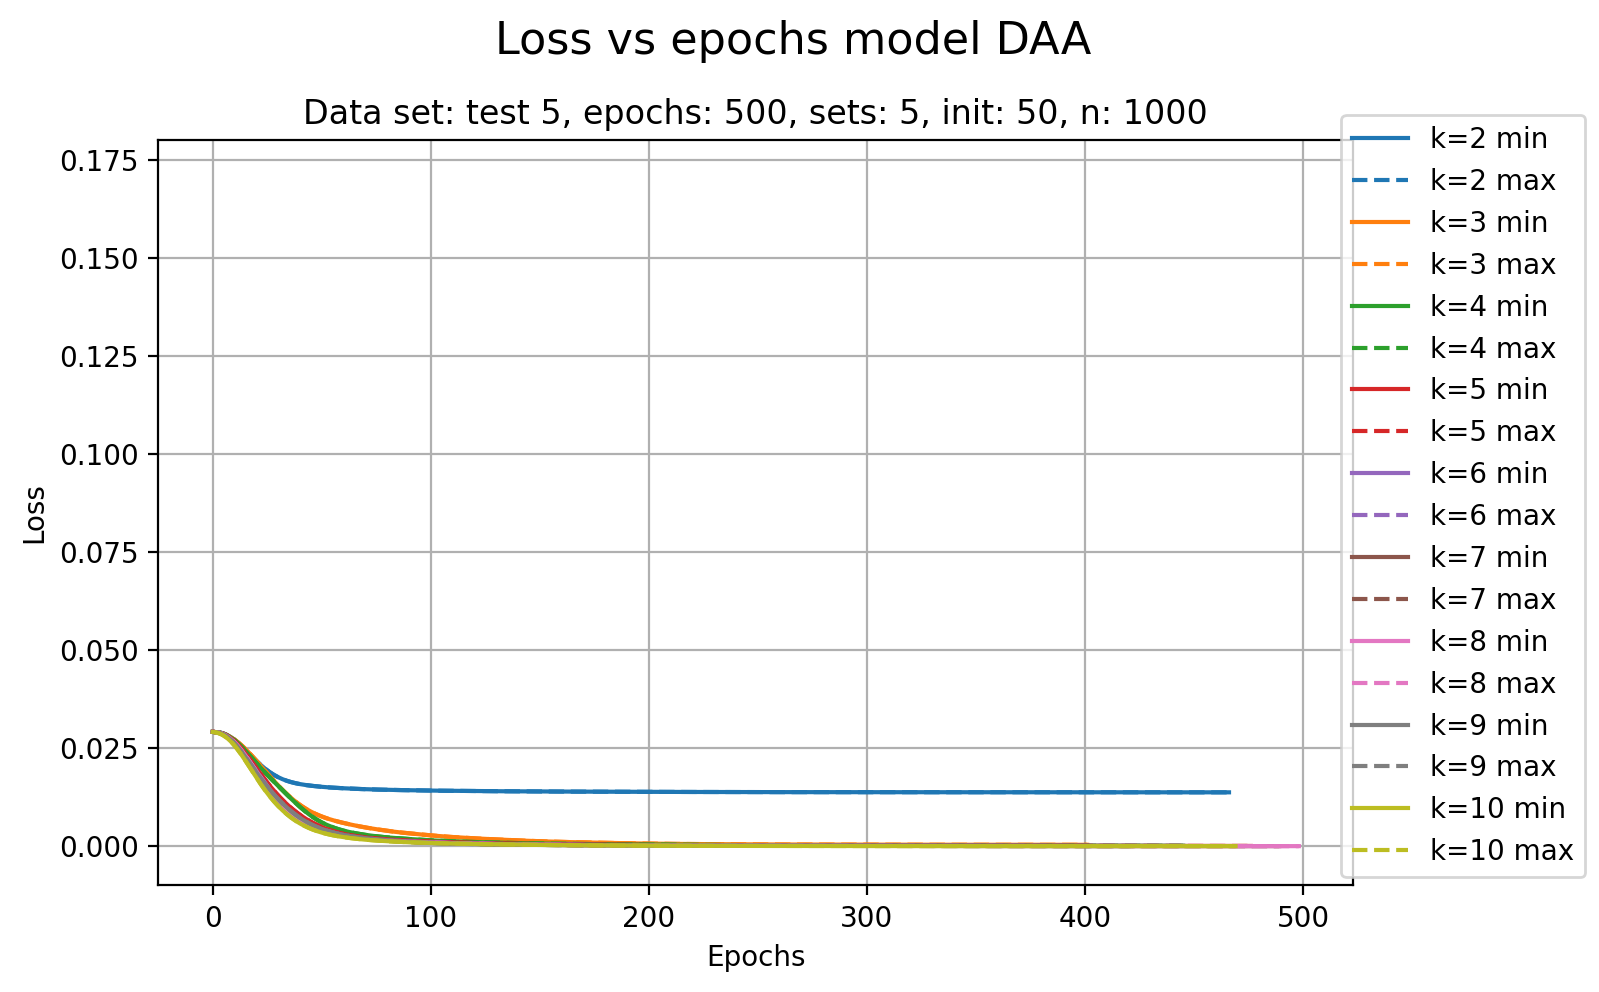 Loss vs epochs model DAA
Data set: test 5, epochs: 500, sets: 5, init: 50, n: 1000
0.175
0.150
0.125
0.100
0.075
0.050
0.025
0.000
Loss
0
100
200
300
400
500
Epochs
k=2 min
k=2 max
k=3 min
k=3 max
k=4 min
k=4 max
k=5 min
k=5 max
k=6 min
k=6 max
k=7 min
k=7 max
k=8 min
k=8 max
k=9 min
k=9 max
k=10 min
k=10 max